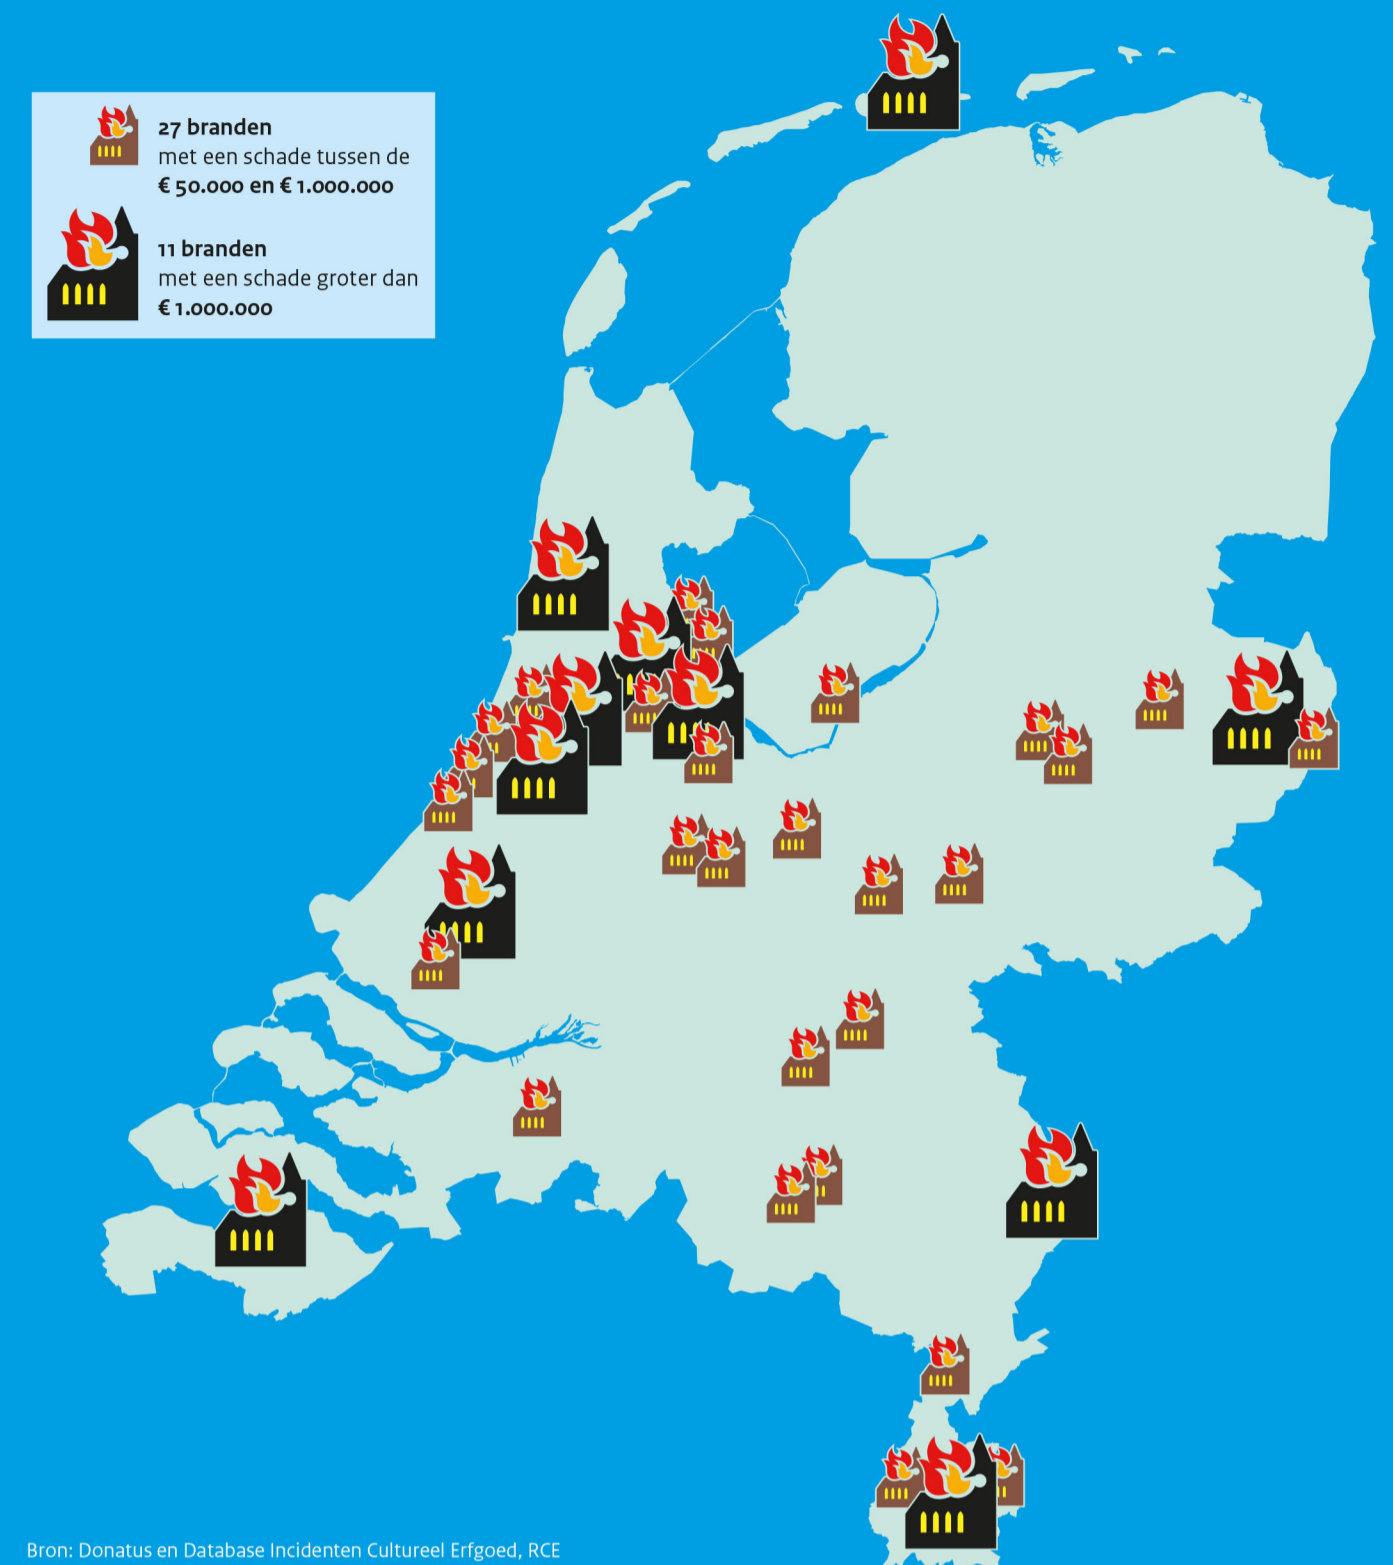 27 branden
met een schade tussen de
€ 50.000 en € 1.000.000
11 branden
met een schade groter dan
€ 1.000.000
Bron: Donatus en Database Incidenten Cultureel Erfgoed, RCE